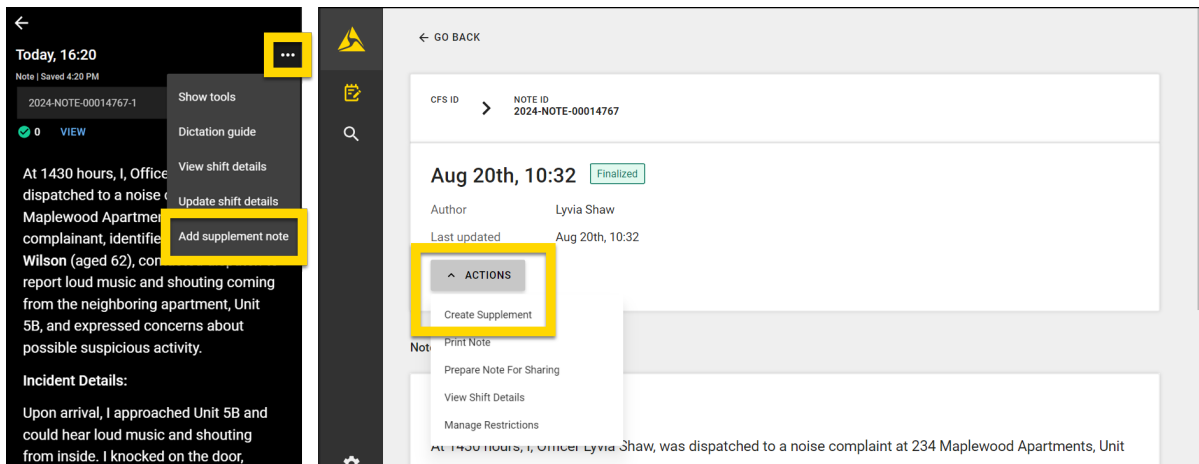 Today, 16:20
Note | Saved 4:20 PM
2024-NOTE-00014767-1
0 VIEW
Show tools
Dictation guide
View shift details
Update shift details
Add supplement note
At 1430 hours, I, Office
dispatched to a noise
Maplewood Apartme
complainant, identifie
Wilson (aged 62), con
report loud music and shouting coming
from the neighboring apartment, Unit
5B, and expressed concerns about
possible suspicious activity.
Incident Details:
Upon arrival, I approached Unit 5B and
could hear loud music and shouting
from inside. I knocked on the door,
GO BACK
CFS ID
NOTE ID
2024-NOTE-00014767
Aug 20th, 10:32 Finalized
Author Lyvia Shaw
Last updated Aug 20th, 10:32
ACTIONS
Create Supplement
Print Note
Prepare Note For Sharing
View Shift Details
Manage Restrictions
Not
At 1430 hours, I, Officer Lyvia Shaw, was dispatched to a noise complaint at 234 Maplewood Apartments, Unit